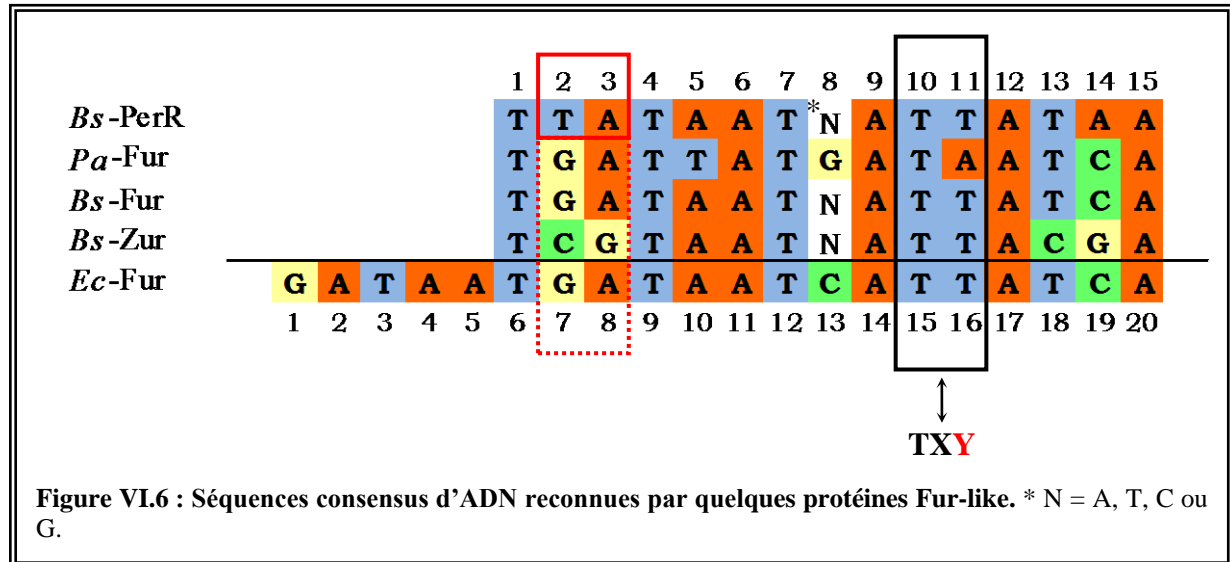 1 2 3 4 5 6 7 8 9 10 11 12 13 14 15
Bs-PerR T T A T A A T *N A T T A T A A
Pa-Fur T G A T T A T G A T A A T C A
Bs-Fur T G A T A A T N A T T A T C A
Bs-Zur T C G T A A T N A T T A C G A
Ec-Fur G A T A A T G A T A A T C A T T A T C A
1 2 3 4 5 6 7 8 9 10 11 12 13 14 15 16 17 18 19 20
TXY
Figure VI.6 : Séquences consensus d’ADN reconnues par quelques protéines Fur-like. * N = A, T, C ou
G.